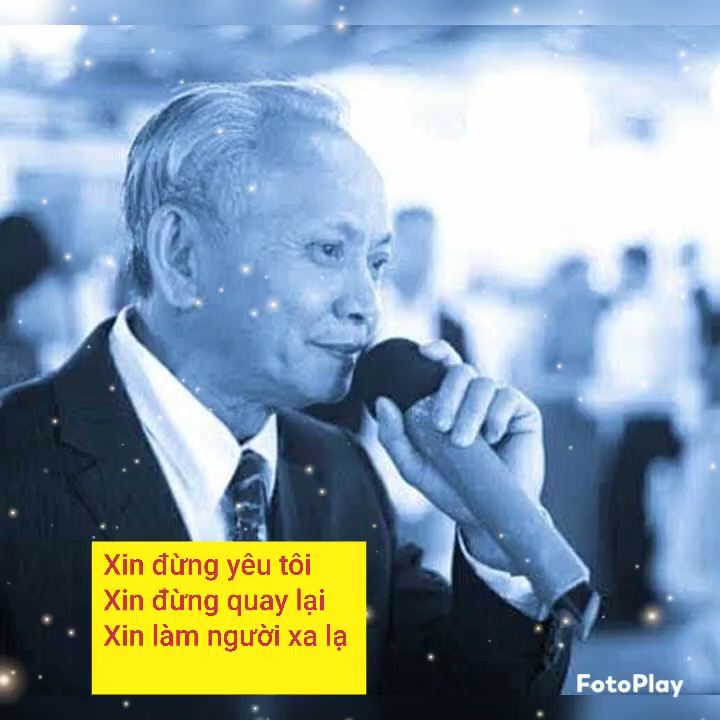 Xin đừng yêu tôi
Xin đừng quay lại
Xin làm người xa lạ
FotoPlay